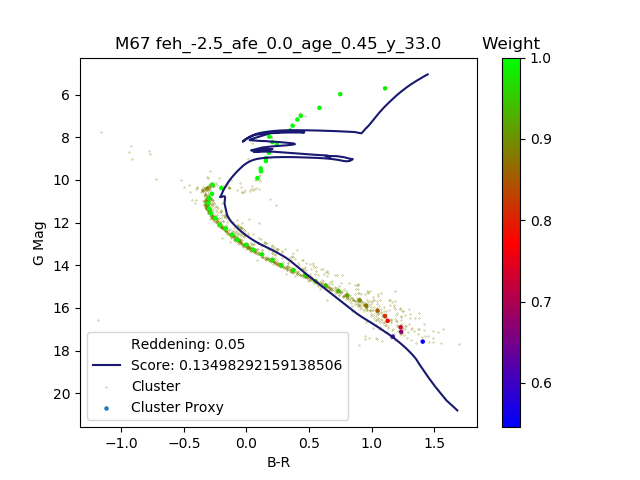 M67 feh_-2.5_afe_0.0_age_0.45_y_33.0
Weight
G Mag
6
8
10
12
14
16
18
20
Reddening: 0.05
Score: 0.13498292159138506
Cluster
Cluster Proxy
−1.0 −0.5 0.0 0.5 1.0 1.5
B-R
1.0
0.9
0.8
0.7
0.6